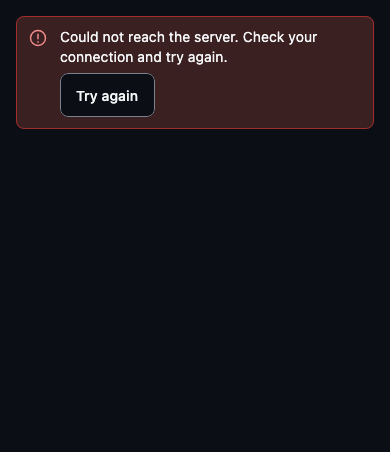 Could not reach the server. Check your
connection and try again.
Try again